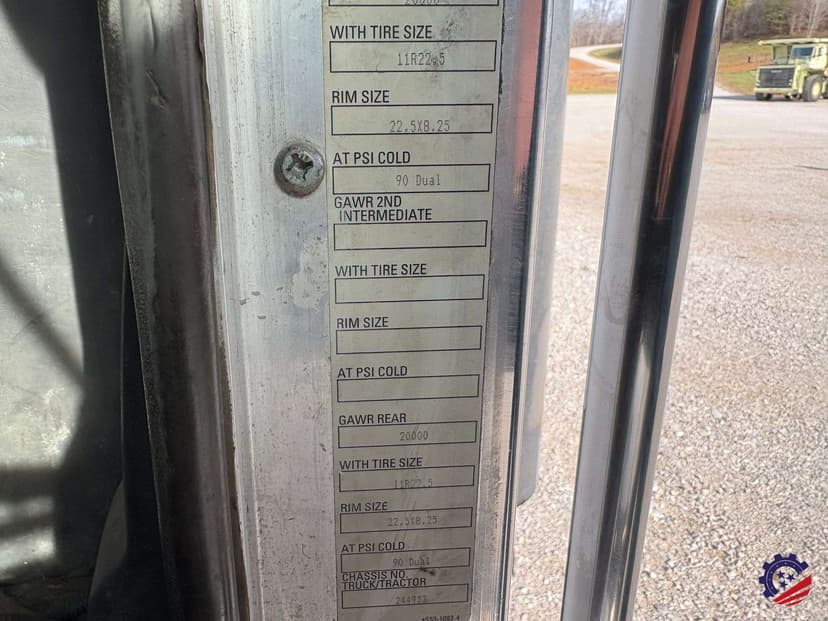 20000
WITH TIRE SIZE
11R22.5
RIM SIZE
22.5X8.25
AT PSI COLD
90 Dual
GAWR 2ND
INTERMEDIATE
WITH TIRE SIZE
RIM SIZE
AT PSI COLD
GAWR REAR
20000
WITH TIRE SIZE
11R22.5
RIM SIZE
22.5X8.25
AT PSI COLD
90 Dual
CHASSIS NO.
TRUCK/TRACTOR